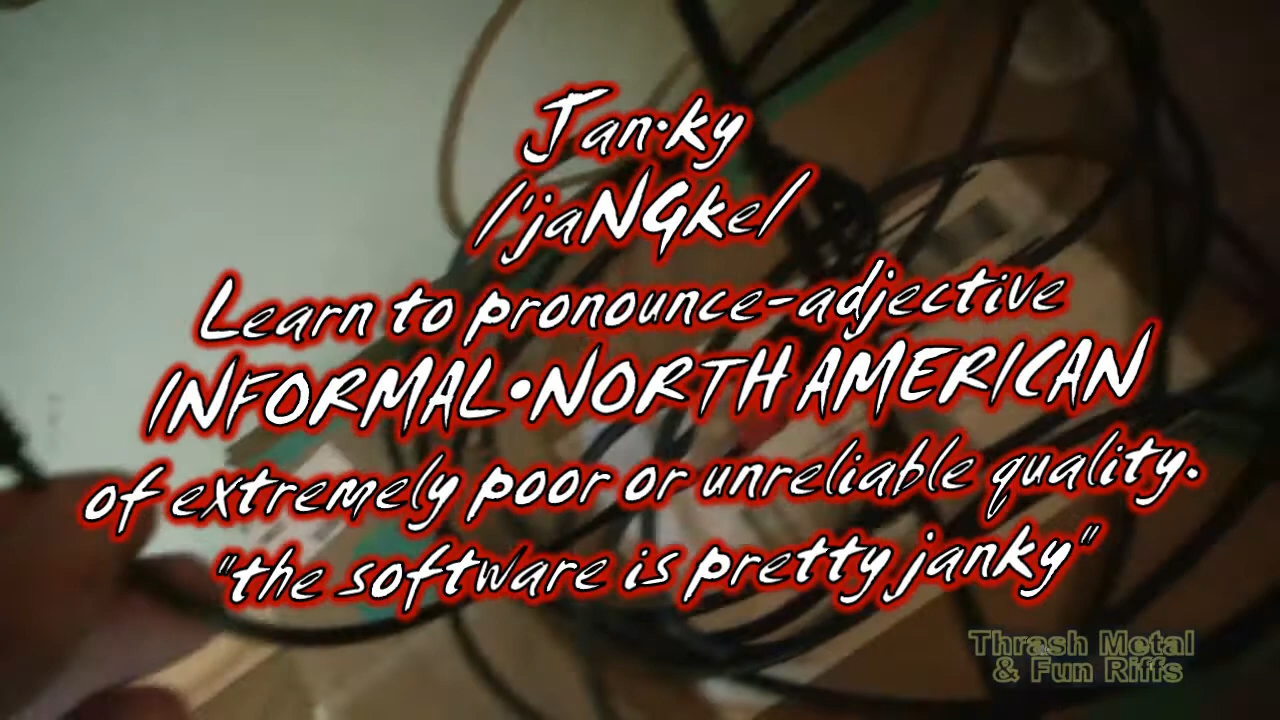 Jan·ky
/'jaNGke/
Learn to pronounce-adjective
INFORMAL•NORTH AMERICAN
of extremely poor or unreliable quality.
"the software is pretty janky"
Thrash Metal
& Fun Riffs